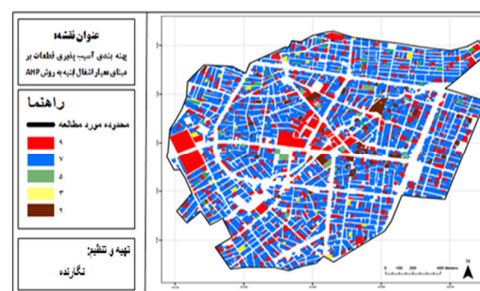 عنوان نقشه:
پهنه بندی آسیب پذیری قطعات بر
مبنای معیار اشغال ابنیه به روش AHP
راهنما
محدوده مورد مطالعه
۹
۷
۵
۳
۲
تهیه و تنظیم:
نگارنده
N
0 100 200 400 Meters